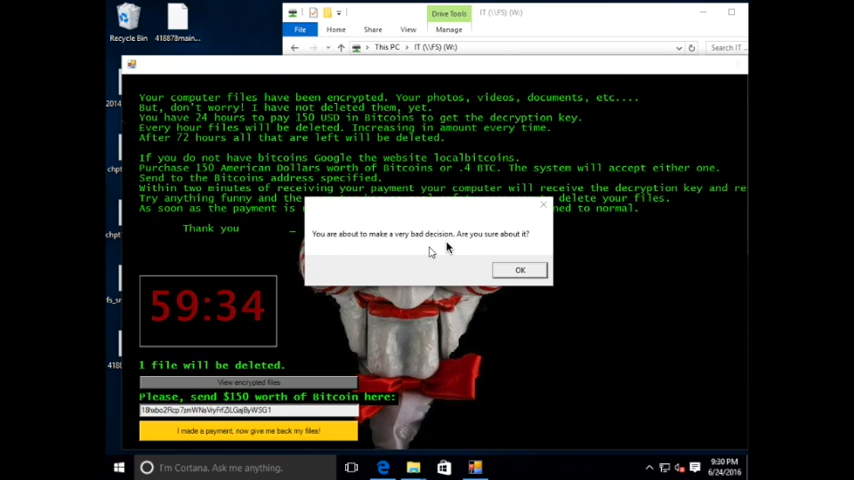 Drive Tools
IT (\\FS) (W:)
File
Home
Share
View
Manage
This PC
IT (\\FS) (W:)
Search IT
Recycle Bin
418878main...
2014
chpt
chpt
fs_sr
4188
Your computer files have been encrypted. Your photos, videos, documents, etc....
But, don't worry! I have not deleted them, yet.
You have 24 hours to pay 150 USD in Bitcoins to get the decryption key.
Every hour files will be deleted. Increasing in amount every time.
After 72 hours all that are left will be deleted.
If you do not have bitcoins Google the website localbitcoins.
Purchase 150 American Dollars worth of Bitcoins or .4 BTC. The system will accept either one.
Send to the Bitcoins address specified.
Within two minutes of receiving your payment your computer will receive the decryption key and re
Try anything funny and the delete your files.
As soon as the payment is ned to normal.
Thank you
You are about to make a very bad decision. Are you sure about it?
OK
59:34
1 file will be deleted.
View encrypted files
Please, send $150 worth of Bitcoin here:
I made a payment, now give me back my files!
I'm Cortana. Ask me anything.
9:30 PM
6/24/2016